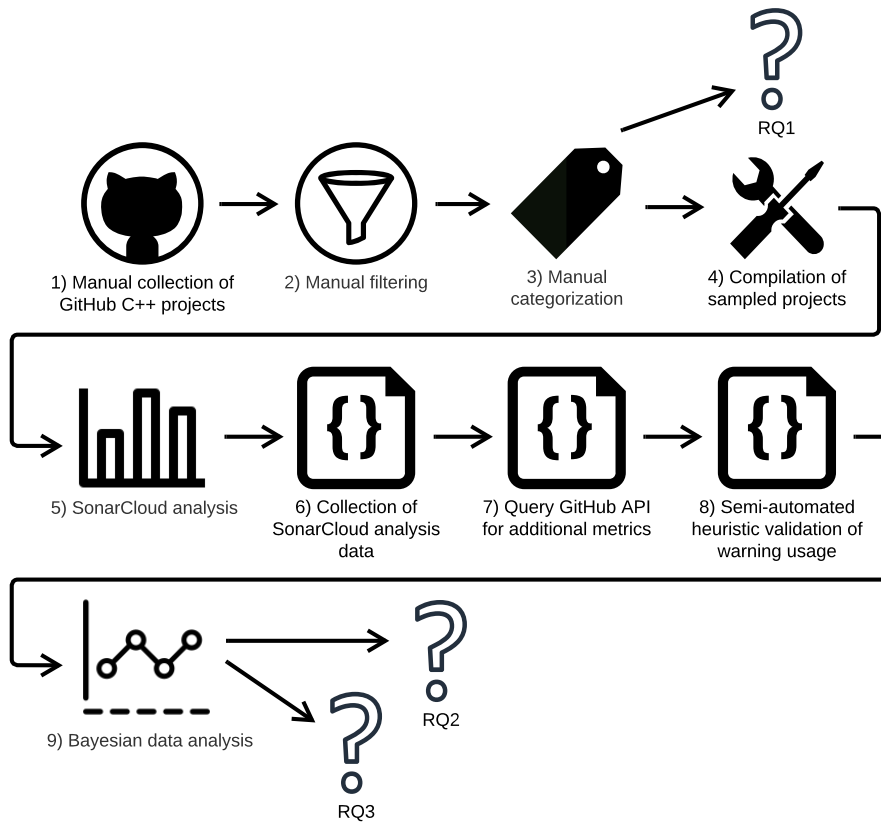 RQ1
1) Manual collection of
GitHub C++ projects
2) Manual filtering
3) Manual
categorization
4) Compilation of
sampled projects
5) SonarCloud analysis
6) Collection of
SonarCloud analysis
data
7) Query GitHub API
for additional metrics
8) Semi-automated
heuristic validation of
warning usage
9) Bayesian data analysis
RQ2
RQ3